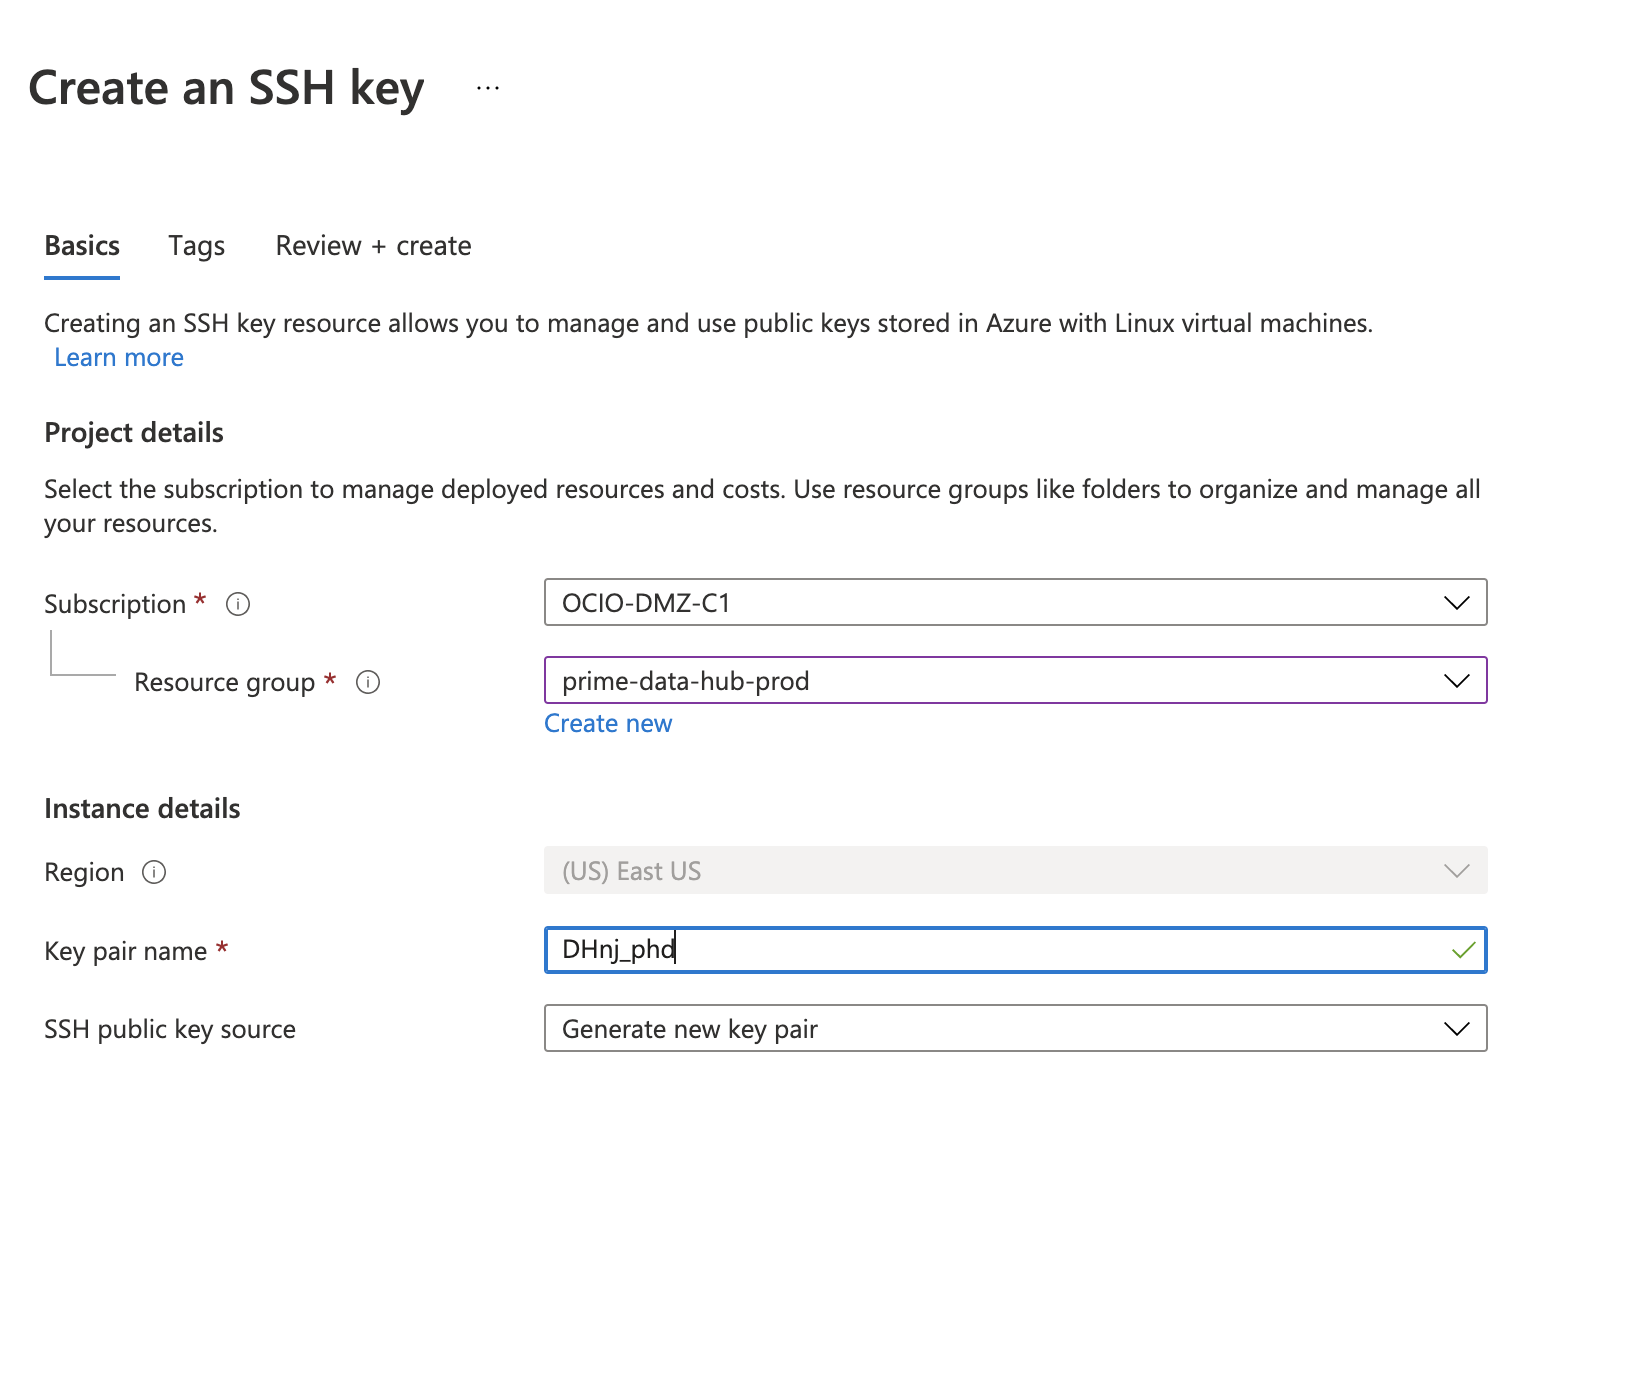 Create an SSH key ...
Basics Tags Review + create
Creating an SSH key resource allows you to manage and use public keys stored in Azure with Linux virtual machines.
Learn more
Project details
Select the subscription to manage deployed resources and costs. Use resource groups like folders to organize and manage all
your resources.
Subscription * OCIO-DMZ-C1
Resource group * prime-data-hub-prod
Create new
Instance details
Region (US) East US
Key pair name * DHnj_phd
SSH public key source Generate new key pair